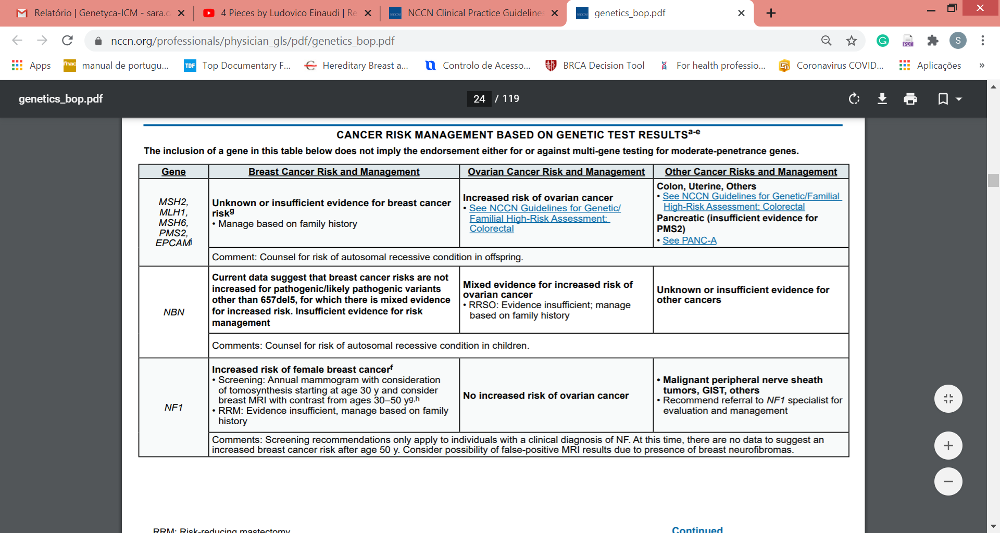 Relatório | Genetyca-ICM - sara.c
4 Pieces by Ludovico Einaudi | Re
NCCN Clinical Practice Guidelines
genetics_bop.pdf
nccn.org/professionals/physician_gls/pdf/genetics_bop.pdf
S
Apps
manual de portugu...
TDF
Top Documentary F...
Hereditary Breast a...
Controlo de Acesso...
BRCA Decision Tool
For health professio...
Coronavirus COVID...
Aplicações
»
genetics_bop.pdf
24 / 119
CANCER RISK MANAGEMENT BASED ON GENETIC TEST RESULTSa-e
The inclusion of a gene in this table below does not imply the endorsement either for or against multi-gene testing for moderate-penetrance genes.
Gene
Breast Cancer Risk and Management
Ovarian Cancer Risk and Management
Other Cancer Risks and Management
MSH2,
MLH1,
MSH6,
PMS2,
EPCAMj
Unknown or insufficient evidence for breast cancer
riskg
• Manage based on family history
Increased risk of ovarian cancer
• See NCCN Guidelines for Genetic/
Familial High-Risk Assessment:
Colorectal
Colon, Uterine, Others
• See NCCN Guidelines for Genetic/Familial
High-Risk Assessment: Colorectal
Pancreatic (insufficient evidence for
PMS2)
• See PANC-A
Comment: Counsel for risk of autosomal recessive condition in offspring.
NBN
Current data suggest that breast cancer risks are not
increased for pathogenic/likely pathogenic variants
other than 657del5, for which there is mixed evidence
for increased risk. Insufficient evidence for risk
management
Mixed evidence for increased risk of
ovarian cancer
• RRSO: Evidence insufficient; manage
based on family history
Unknown or insufficient evidence for
other cancers
Comments: Counsel for risk of autosomal recessive condition in children.
NF1
Increased risk of female breast cancerf
• Screening: Annual mammogram with consideration
of tomosynthesis starting at age 30 y and consider
breast MRI with contrast from ages 30–50 yg,h
• RRM: Evidence insufficient, manage based on family
history
No increased risk of ovarian cancer
• Malignant peripheral nerve sheath
tumors, GIST, others
• Recommend referral to NF1 specialist for
evaluation and management
Comments: Screening recommendations only apply to individuals with a clinical diagnosis of NF. At this time, there are no data to suggest an
increased breast cancer risk after age 50 y. Consider possibility of false-positive MRI results due to presence of breast neurofibromas.
RRM: Risk-reducing mastectomy
Continued